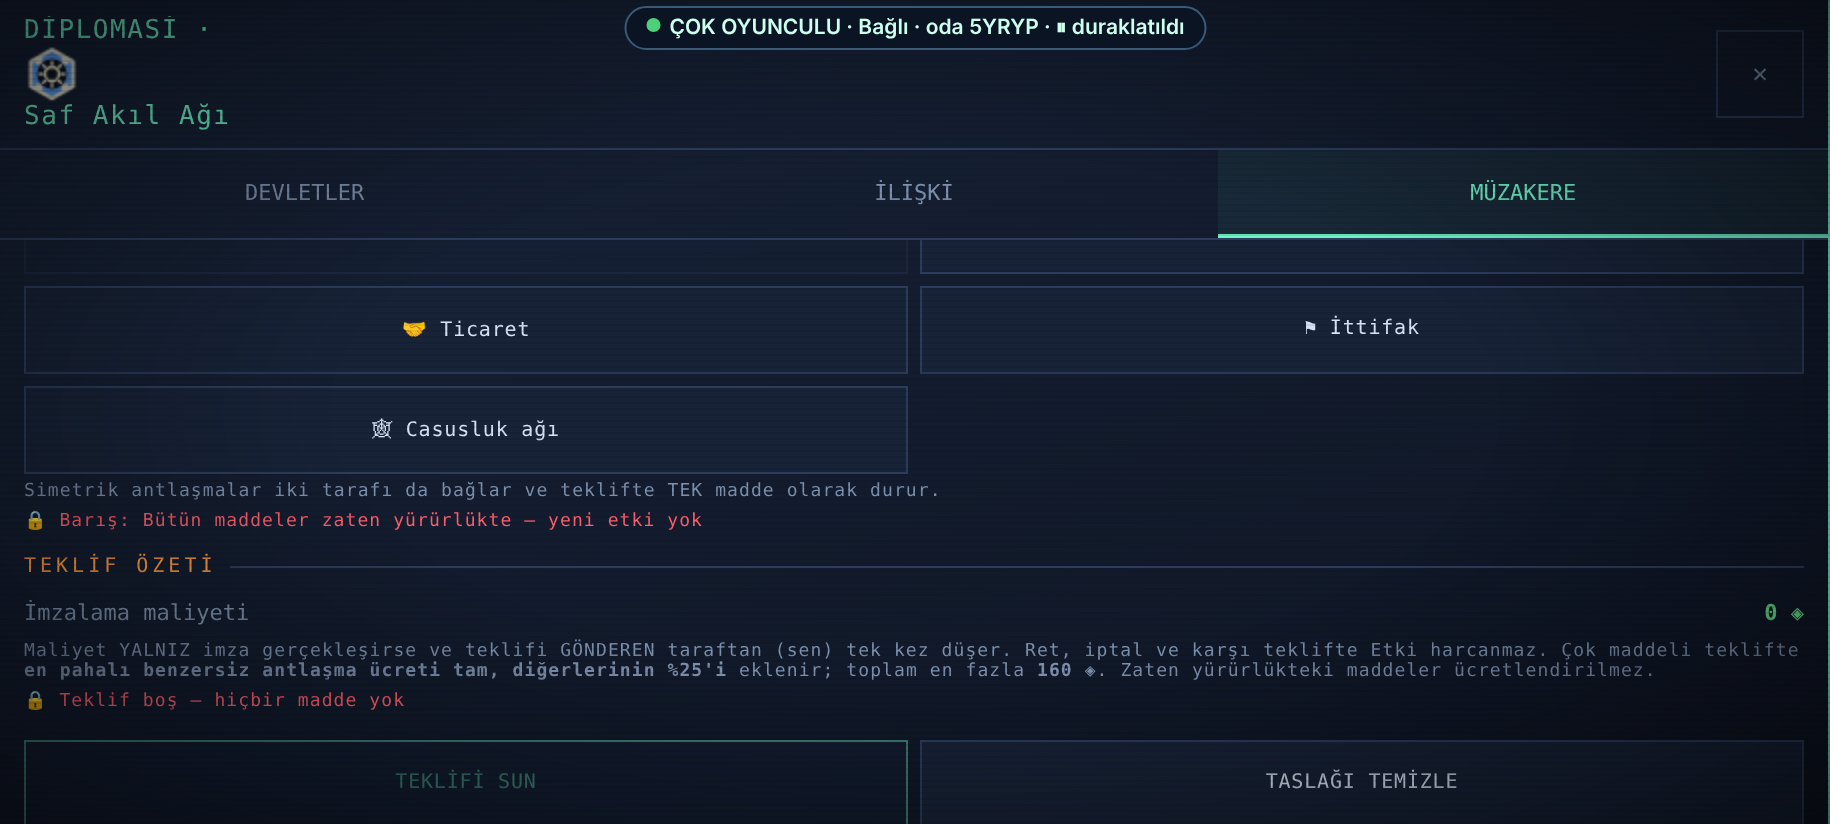 DİPLOMASİ ·
ÇOK OYUNCULU · Bağlı · oda 5YRYP · ⏸ duraklatıldı
×
Saf Akıl Ağı
DEVLETLER
İLİŞKİ
MÜZAKERE
🤝 Ticaret
⚑ İttifak
🕸 Casusluk ağı
Simetrik antlaşmalar iki tarafı da bağlar ve teklifte TEK madde olarak durur.
🔒 Barış: Bütün maddeler zaten yürürlükte — yeni etki yok
TEKLİF ÖZETİ
İmzalama maliyeti
0 ◈
Maliyet YALNIZ imza gerçekleşirse ve teklifi GÖNDEREN taraftan (sen) tek kez düşer. Ret, iptal ve karşı teklifte Etki harcanmaz. Çok maddeli teklifte
en pahalı benzersiz antlaşma ücreti tam, diğerlerinin %25'i eklenir; toplam en fazla 160 ◈. Zaten yürürlükteki maddeler ücretlendirilmez.
🔒 Teklif boş — hiçbir madde yok
TEKLİFİ SUN
TASLAĞI TEMİZLE